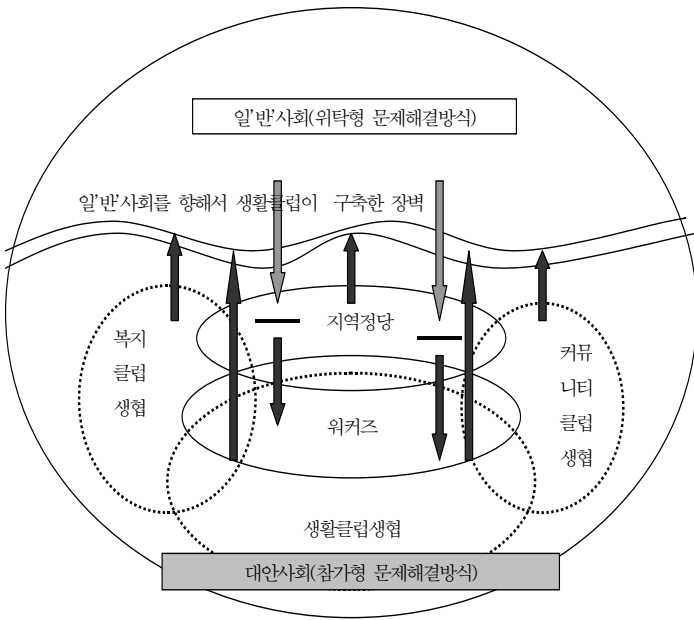 일'반'사회(위탁형 문제해결방식)
일'반'사회를 향해서 생활클럽이 구축한 장벽
지역정당
복지
클럽
생협
커뮤
니티
클럽
생협
워커즈
생활클럽생협
대안사회(참가형 문제해결방식)